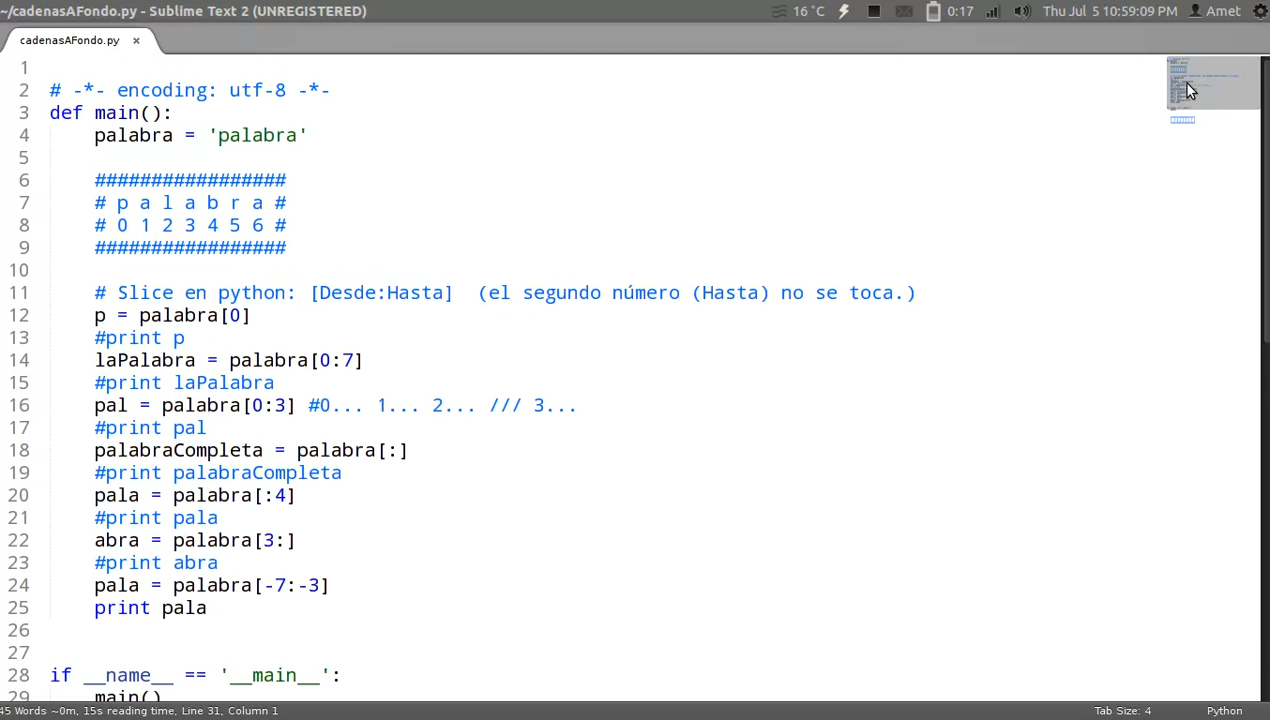 ~/cadenasAFondo.py - Sublime Text 2 (UNREGISTERED)
16 °C
0:17
Thu Jul 5 10:59:09 PM
Amet
cadenasAFondo.py ×
1
2 # -*- encoding: utf-8 -*-
3 def main():
4 palabra = 'palabra'
5
6 #################
7 # p a l a b r a #
8 # 0 1 2 3 4 5 6 #
9 #################
10
11 # Slice en python: [Desde:Hasta]  (el segundo número (Hasta) no se toca.)
12 p = palabra[0]
13 #print p
14 laPalabra = palabra[0:7]
15 #print laPalabra
16 pal = palabra[0:3] #0... 1... 2... /// 3...
17 #print pal
18 palabraCompleta = palabra[:]
19 #print palabraCompleta
20 pala = palabra[:4]
21 #print pala
22 abra = palabra[3:]
23 #print abra
24 pala = palabra[-7:-3]
25 print pala
26
27
28 if __name__ == '__main__':
29 main()
45 Words ~0m, 15s reading time, Line 31, Column 1
Tab Size: 4
Python